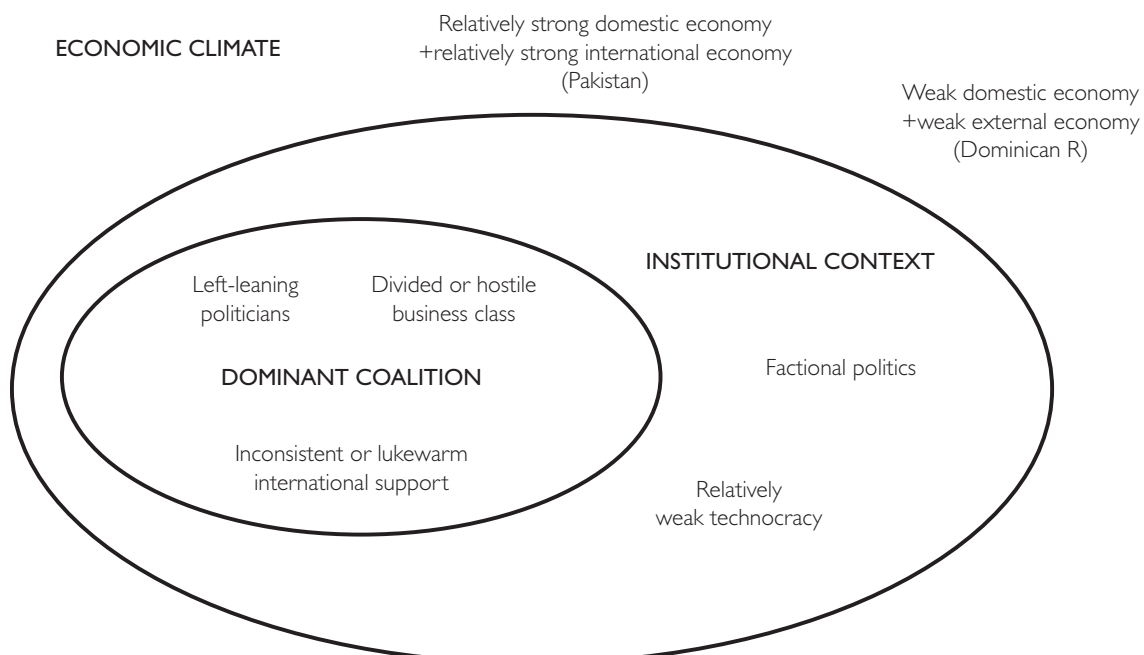 ECONOMIC CLIMATE
Relatively strong domestic economy
+relatively strong international economy
(Pakistan)
Weak domestic economy
+weak external economy
(Dominican R)
INSTITUTIONAL CONTEXT
Left-leaning
politicians
Divided or hostile
business class
DOMINANT COALITION
Factional politics
Inconsistent or lukewarm
international support
Relatively
weak technocracy